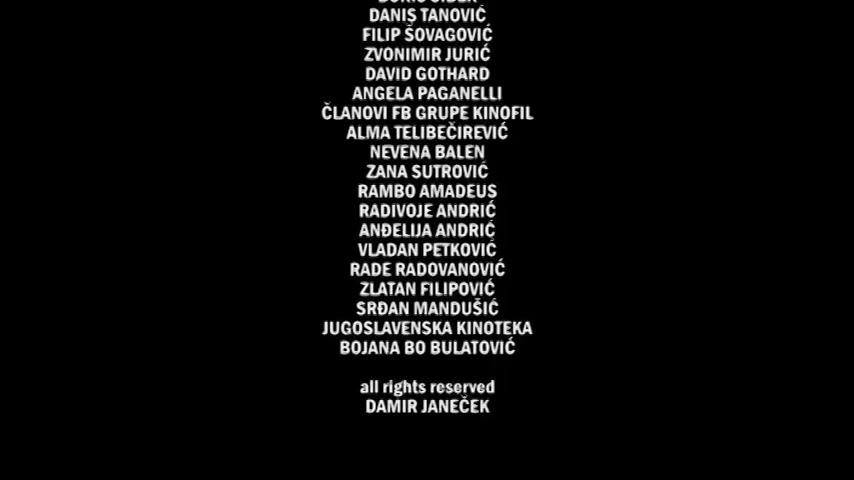 DANIS TANOVIĆ
FILIP ŠOVAGOVIĆ
ZVONIMIR JURIĆ
DAVID GOTHARD
ANGELA PAGANELLI
ČLANOVI FB GRUPE KINOFIL
ALMA TELIBEČIREVIĆ
NEVENA BALEN
ZANA SUTROVIĆ
RAMBO AMADEUS
RADIVOJE ANDRIĆ
ANĐELIJA ANDRIĆ
VLADAN PETKOVIĆ
RADE RADOVANOVIĆ
ZLATAN FILIPOVIĆ
SRĐAN MANDUŠIĆ
JUGOSLAVENSKA KINOTEKA
BOJANA BO BULATOVIĆ
all rights reserved
DAMIR JANEČEK